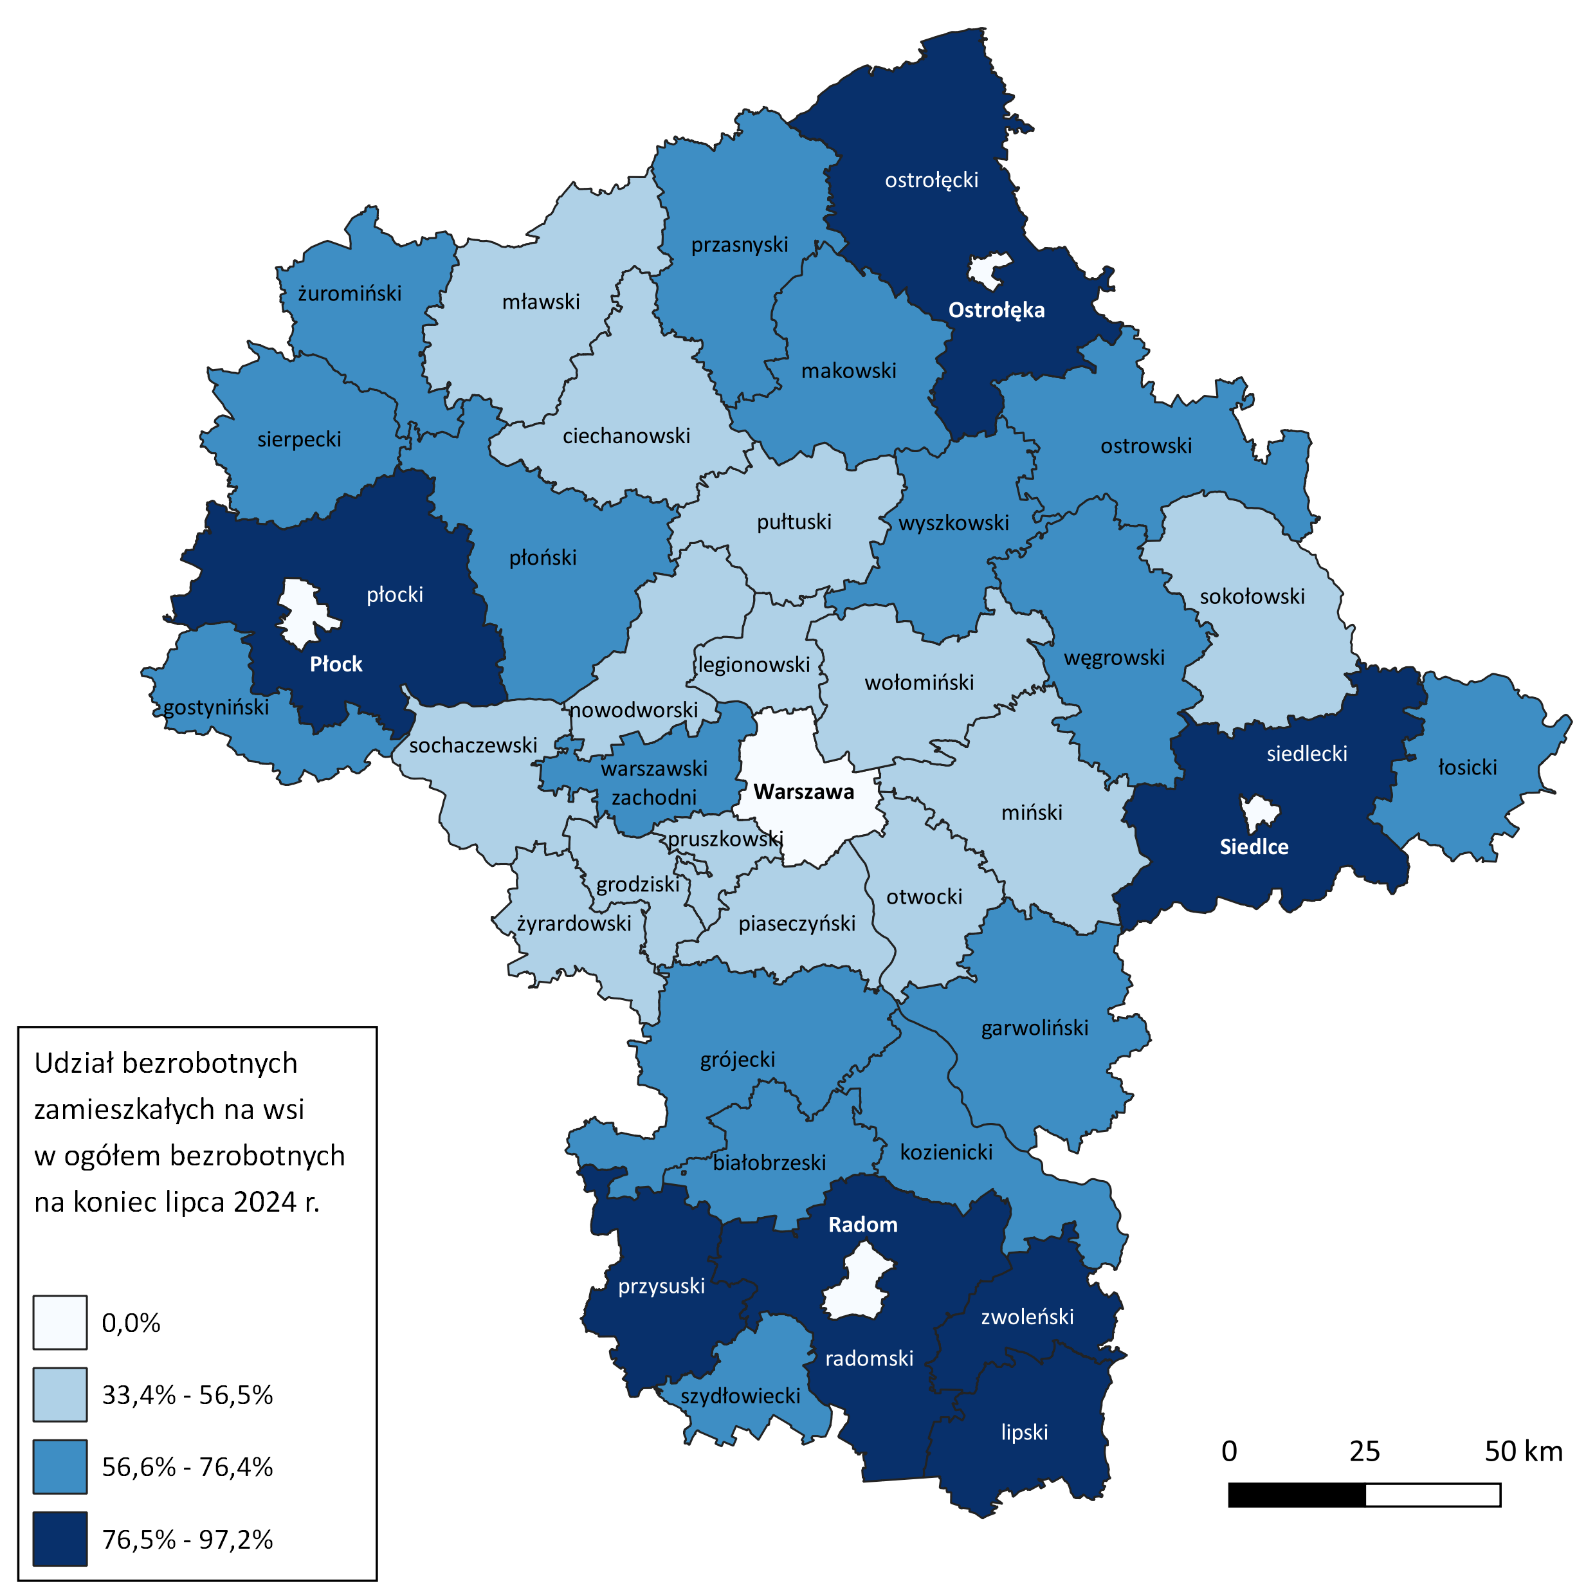 ostrołęcki
przasnyski
żuromiński
mławski
Ostrołęka
makowski
ciechanowski
sierpecki
ostrowski
pułtuski
wyszkowski
płoński
płocki
sokołowski
Płock
legionowski
węgrowski
wołomiński
gostyniński
nowodworski
sochaczewski
siedlecki
warszawski
zachodni
łosicki
Warszawa
miński
pruszkowski
Siedlce
grodziski
otwocki
żyrardowski
piaseczyński
garwoliński
grójecki
kozienicki
białobrzeski
Radom
przysuski
zwoleński
radomski
szydłowiecki
lipski
Udział bezrobotnych
zamieszkałych na wsi
w ogółem bezrobotnych
na koniec lipca 2024 r.
0,0%
33,4% - 56,5%
56,6% - 76,4%
76,5% - 97,2%
0 25 50 km